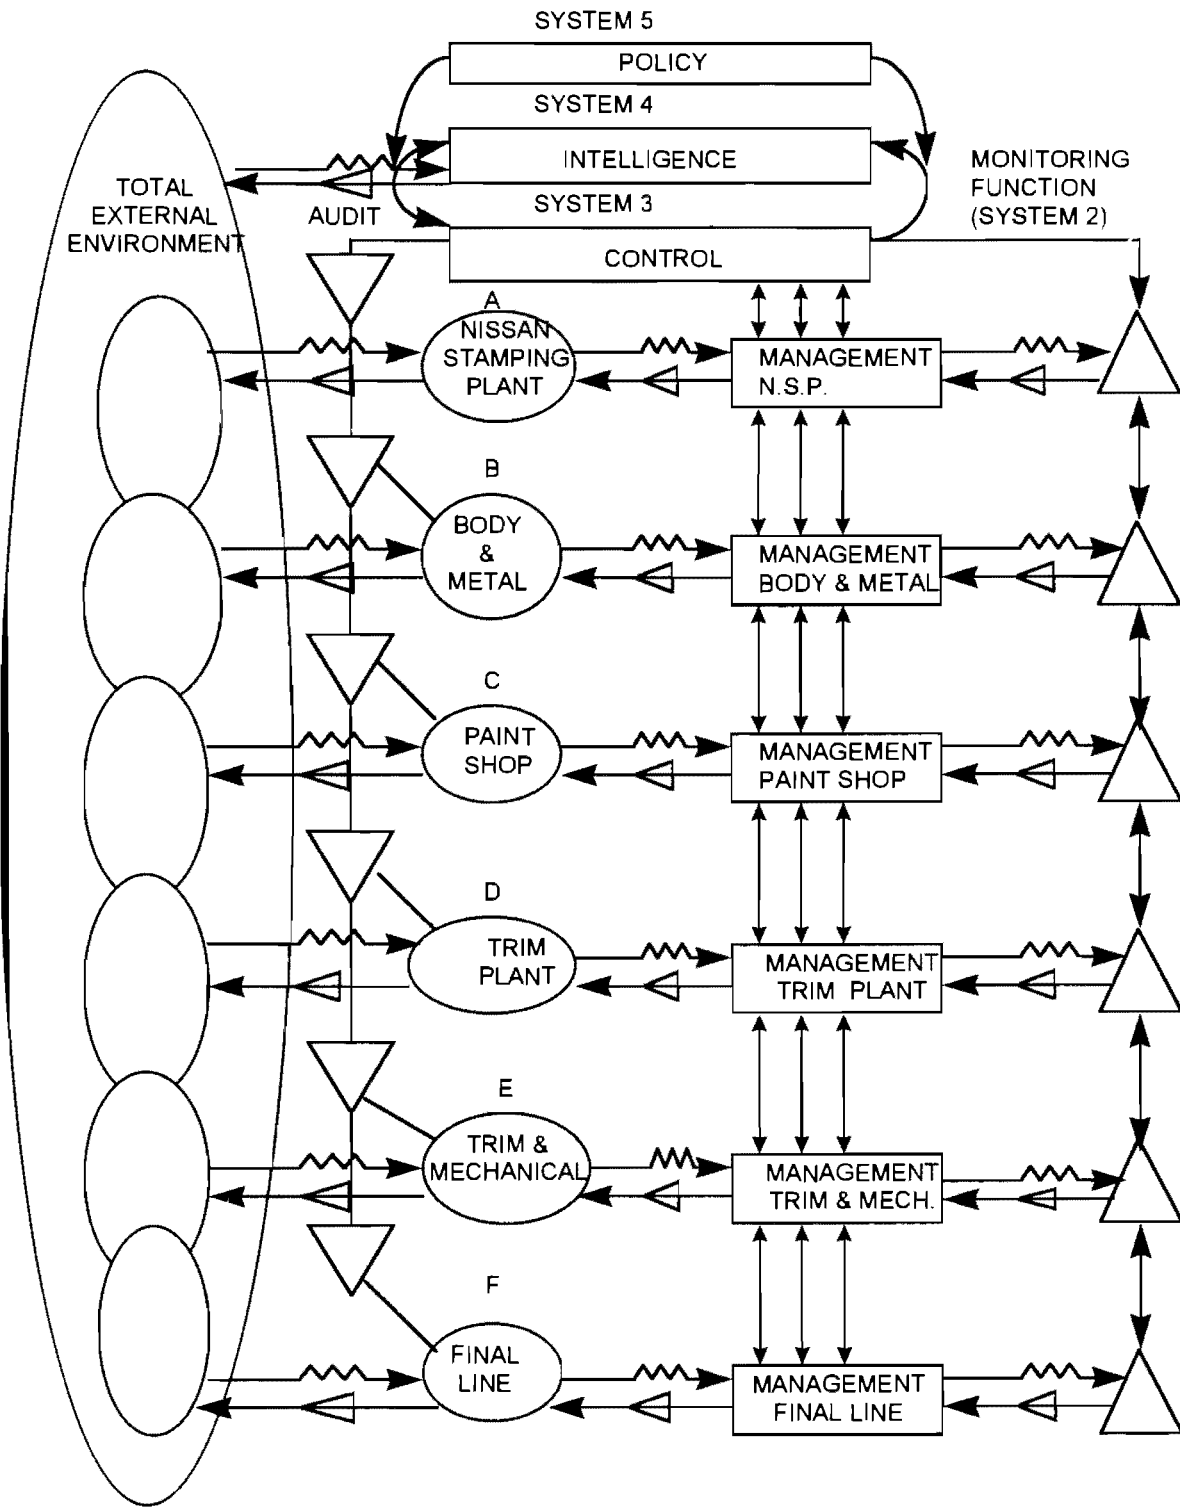 SYSTEM 5
POLICY
SYSTEM 4
INTELLIGENCE
SYSTEM 3
CONTROL
MONITORING
FUNCTION
(SYSTEM 2)
TOTAL
EXTERNAL
ENVIRONMENT
AUDIT
A
NISSAN
STAMPING
PLANT
MANAGEMENT
N.S.P.
B
BODY
&
METAL
MANAGEMENT
BODY & METAL
C
PAINT
SHOP
MANAGEMENT
PAINT SHOP
D
TRIM
PLANT
MANAGEMENT
TRIM PLANT
E
TRIM &
MECHANICAL
MANAGEMENT
TRIM & MECH.
F
FINAL
LINE
MANAGEMENT
FINAL LINE